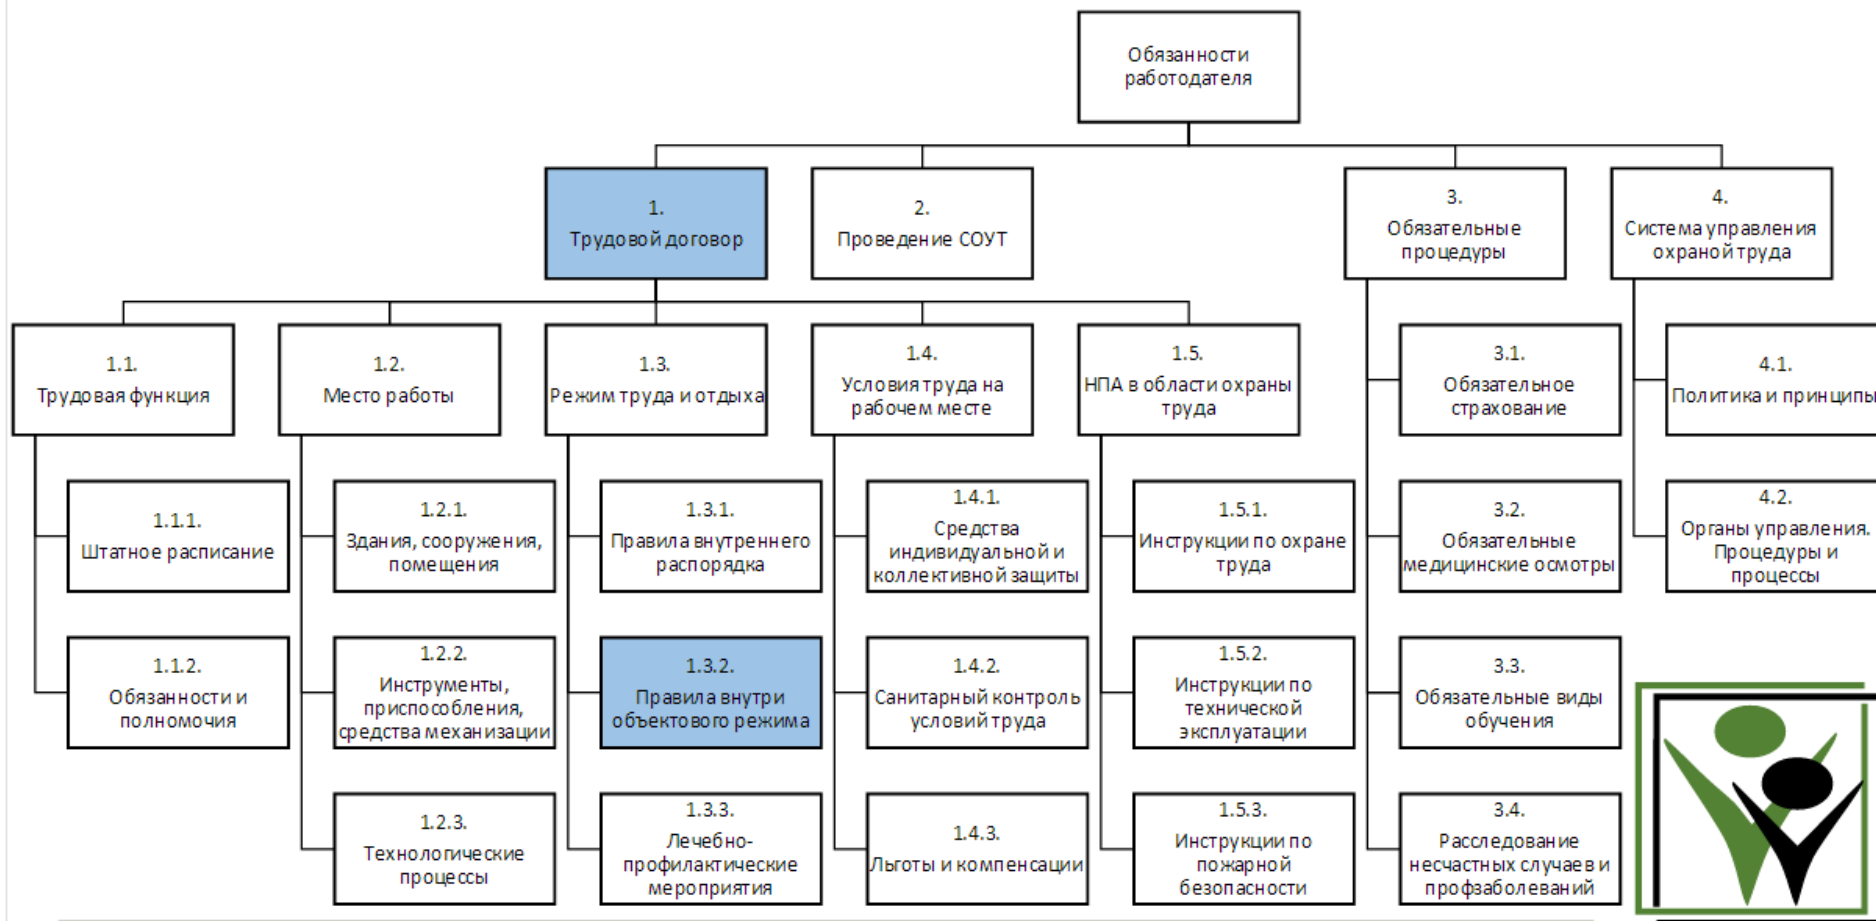 Обязанности
работодателя
1.
Трудовой договор
2.
Проведение СОУТ
3.
Обязательные
процедуры
4.
Система управления
охраной труда
1.1.
Трудовая функция
1.2.
Место работы
1.3.
Режим труда и отдыха
1.4.
Условия труда на
рабочем месте
1.5.
НПА в области охраны
труда
3.1.
Обязательное
страхование
4.1.
Политика и принципы
1.1.1.
Штатное расписание
1.2.1.
Здания, сооружения,
помещения
1.3.1.
Правила внутреннего
распорядка
1.4.1.
Средства
индивидуальной и
коллективной защиты
1.5.1.
Инструкции по охране
труда
3.2.
Обязательные
медицинские осмотры
4.2.
Органы управления.
Процедуры и
процессы
1.1.2.
Обязанности и
полномочия
1.2.2.
Инструменты,
приспособления,
средства механизации
1.3.2.
Правила внутри
объектового режима
1.4.2.
Санитарный контроль
условий труда
1.5.2.
Инструкции по
технической
эксплуатации
3.3.
Обязательные виды
обучения
1.2.3.
Технологические
процессы
1.3.3.
Лечебно-
профилактические
мероприятия
1.4.3.
Льготы и компенсации
1.5.3.
Инструкции по
пожарной
безопасности
3.4.
Расследование
несчастных случаев и
профзаболеваний